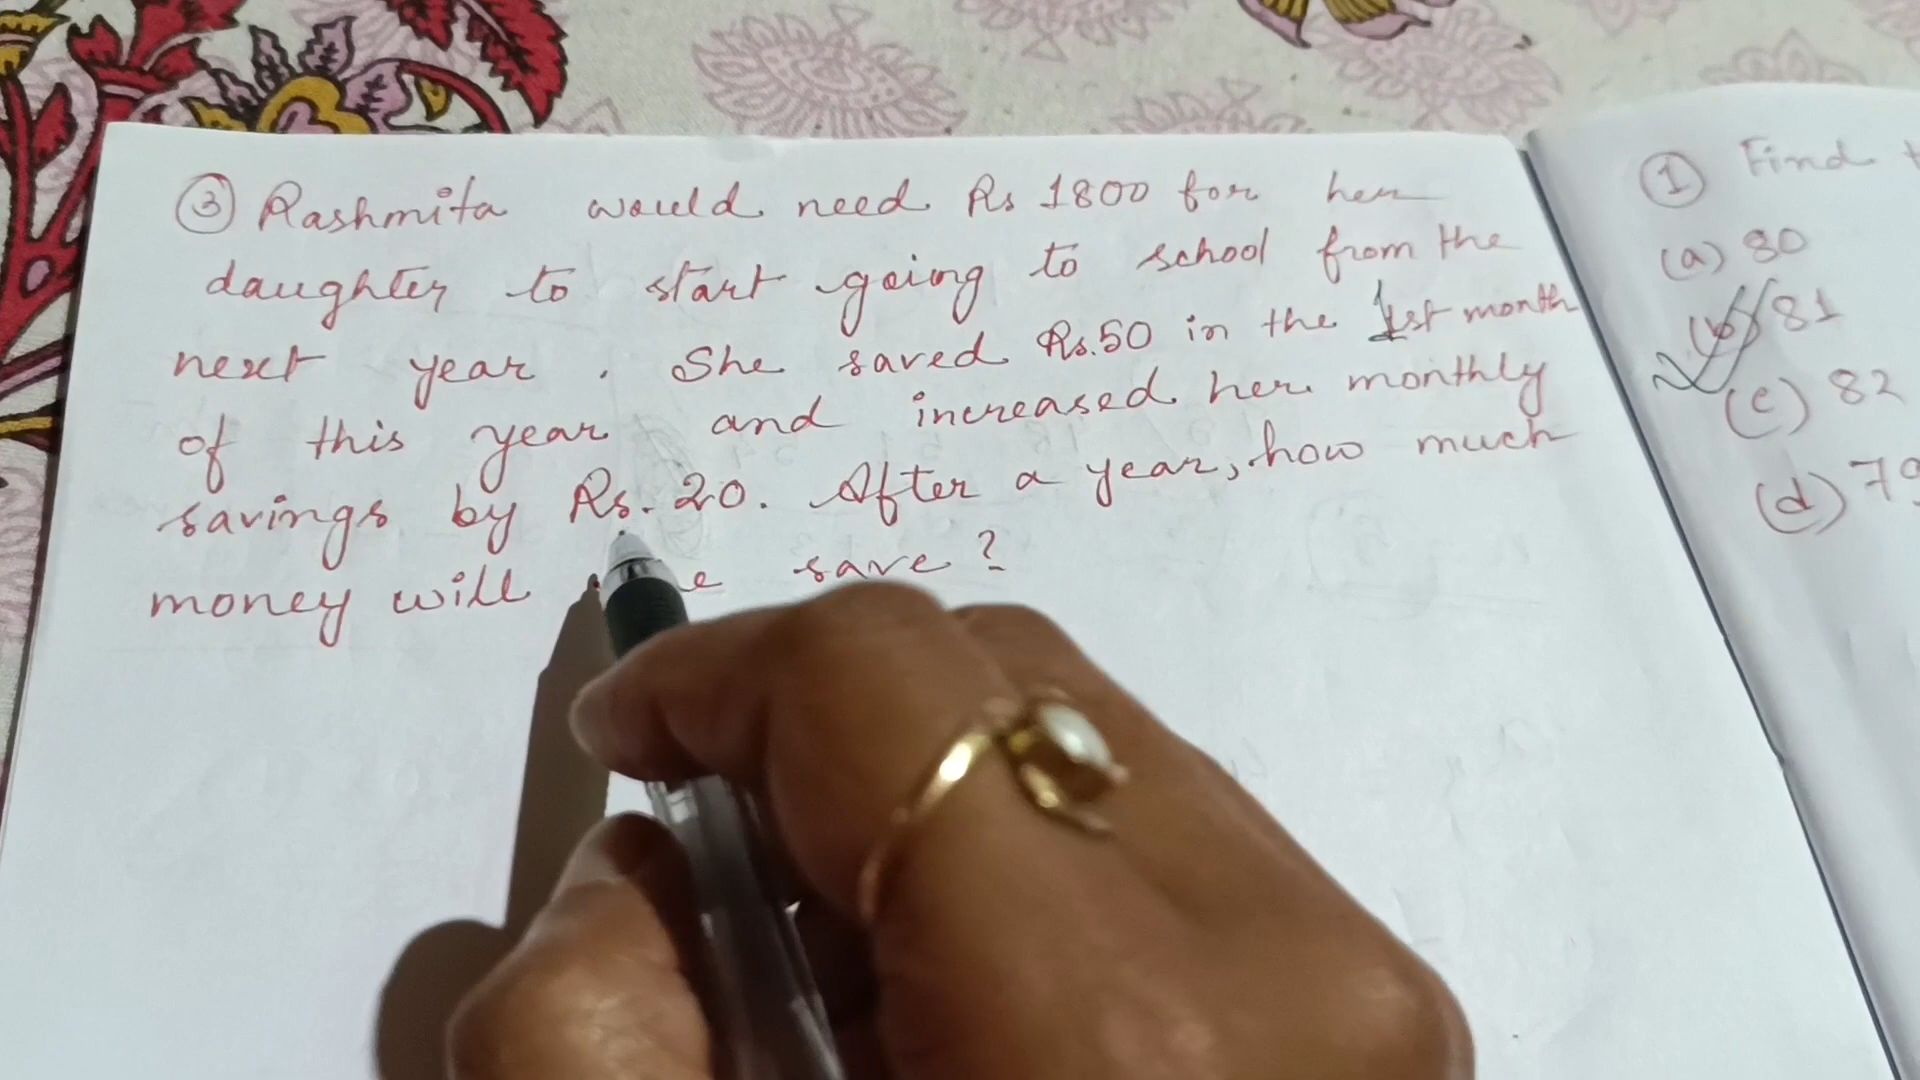 ③ Rashmita would need Rs 1800 for her
daughter to start going to school from the
next year. She saved Rs.50 in the 1st month
of this year and increased her monthly
savings by Rs. 20. After a year, how much
money will save?
① Find
(a) 80
(b) 81
(c) 82
(d) 79